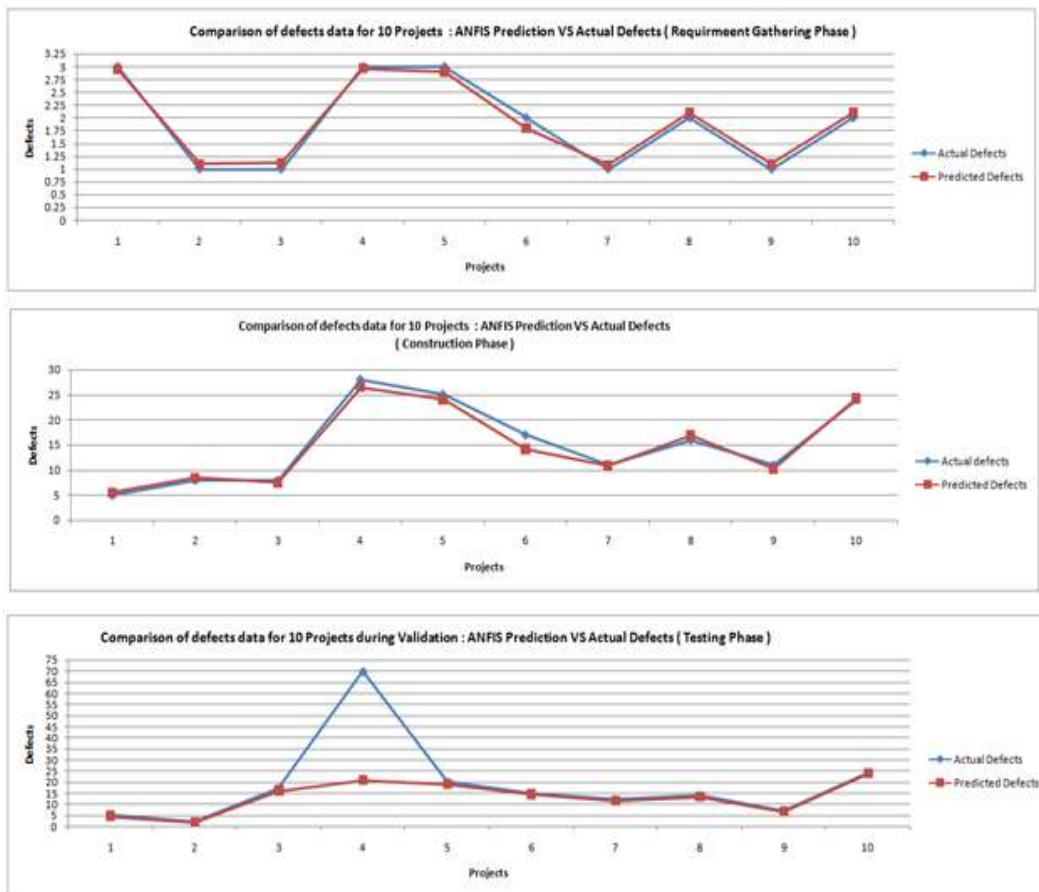 Comparison of defects data for 10 Projects : ANFIS Prediction VS Actual Defects ( Requirmeent Gathering Phase )
3.25
3
2.75
2.5
2.25
2
1.75
1.5
1.25
1
0.75
0.5
0.25
0
Defects
1 2 3 4 5 6 7 8 9 10
Projects
Actual Defects
Predicted Defects
Comparison of defects data for 10 Projects : ANFIS Prediction VS Actual Defects
( Construction Phase )
30
25
20
15
10
5
0
Defects
1 2 3 4 5 6 7 8 9 10
Projects
Actual defects
Predicted Defects
Comparison of defects data for 10 Projects during Validation : ANFIS Prediction VS Actual Defects ( Testing Phase )
75
70
65
60
55
50
45
40
35
30
25
20
15
10
5
0
Defects
1 2 3 4 5 6 7 8 9 10
Projects
Actual Defects
Predicted Defects